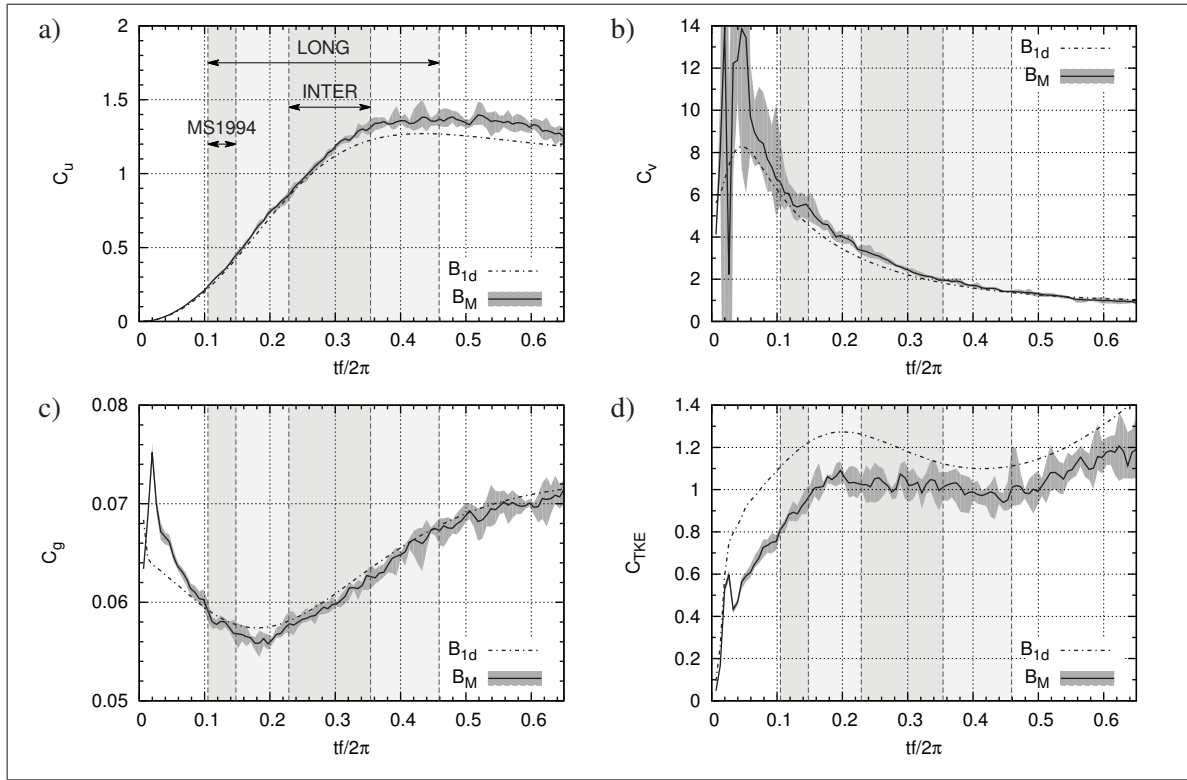 a)
2
1.5
1
0.5
0
C_u
LONG
INTER
MS1994
B_1d
B_M
0 0.1 0.2 0.3 0.4 0.5 0.6
tf/2π
b)
14
12
10
8
6
4
2
0
C_v
B_1d
B_M
0 0.1 0.2 0.3 0.4 0.5 0.6
tf/2π
c)
0.08
0.07
0.06
0.05
C_g
B_1d
B_M
0 0.1 0.2 0.3 0.4 0.5 0.6
tf/2π
d)
1.4
1.2
1
0.8
0.6
0.4
0.2
0
C_TKE
B_1d
B_M
0 0.1 0.2 0.3 0.4 0.5 0.6
tf/2π